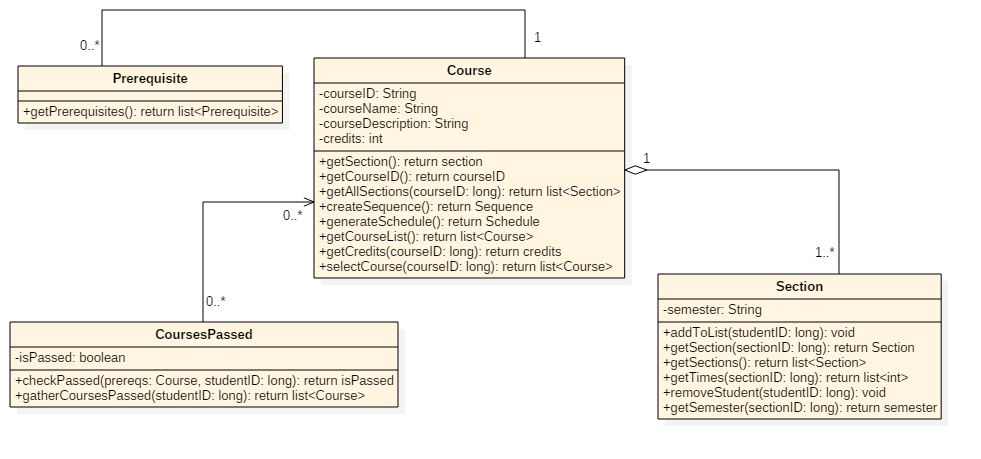 0..*
1
Prerequisite
+getPrerequisites(): return list<Prerequisite>
Course
-courseID: String
-courseName: String
-courseDescription: String
-credits: int
+getSection(): return section
+getCourseID(): return courseID
+getAllSections(courseID: long): return list<Section>
+createSequence(): return Sequence
+generateSchedule(): return Schedule
+getCourseList(): return list<Course>
+getCredits(courseID: long): return credits
+selectCourse(courseID: long): return list<Course>
1
0..*
1..*
0..*
Section
-semester: String
+addToList(studentID: long): void
+getSection(sectionID: long): return Section
+getSections(): return list<Section>
+getTimes(sectionID: long): return list<int>
+removeStudent(studentID: long): void
+getSemester(sectionID: long): return semester
CoursesPassed
-isPassed: boolean
+checkPassed(prereqs: Course, studentID: long): return isPassed
+gatherCoursesPassed(studentID: long): return list<Course>